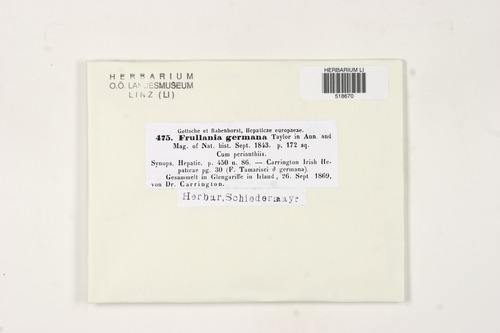 HERBARIUM
O.Ö. LANDESMUSEUM
LINZ (LI)
HERBARIUM LI
518670
Gottsche et Rabenhorst, Hepaticae europaeae.
475. Frullania germana Taylor in Ann. and
Mag. of Nat. hist. Sept. 1843. p. 172 sq.
Cum perianthiis.
Synops. Hepatic. p. 450 n. 86. — Carrington Irish He-
paticae pg. 30 (F. Tamarisci δ germana).
Gesammelt in Glengariffe in Irland, 26. Sept 1869,
von Dr. Carrington.
Herbar, Schiedermayr